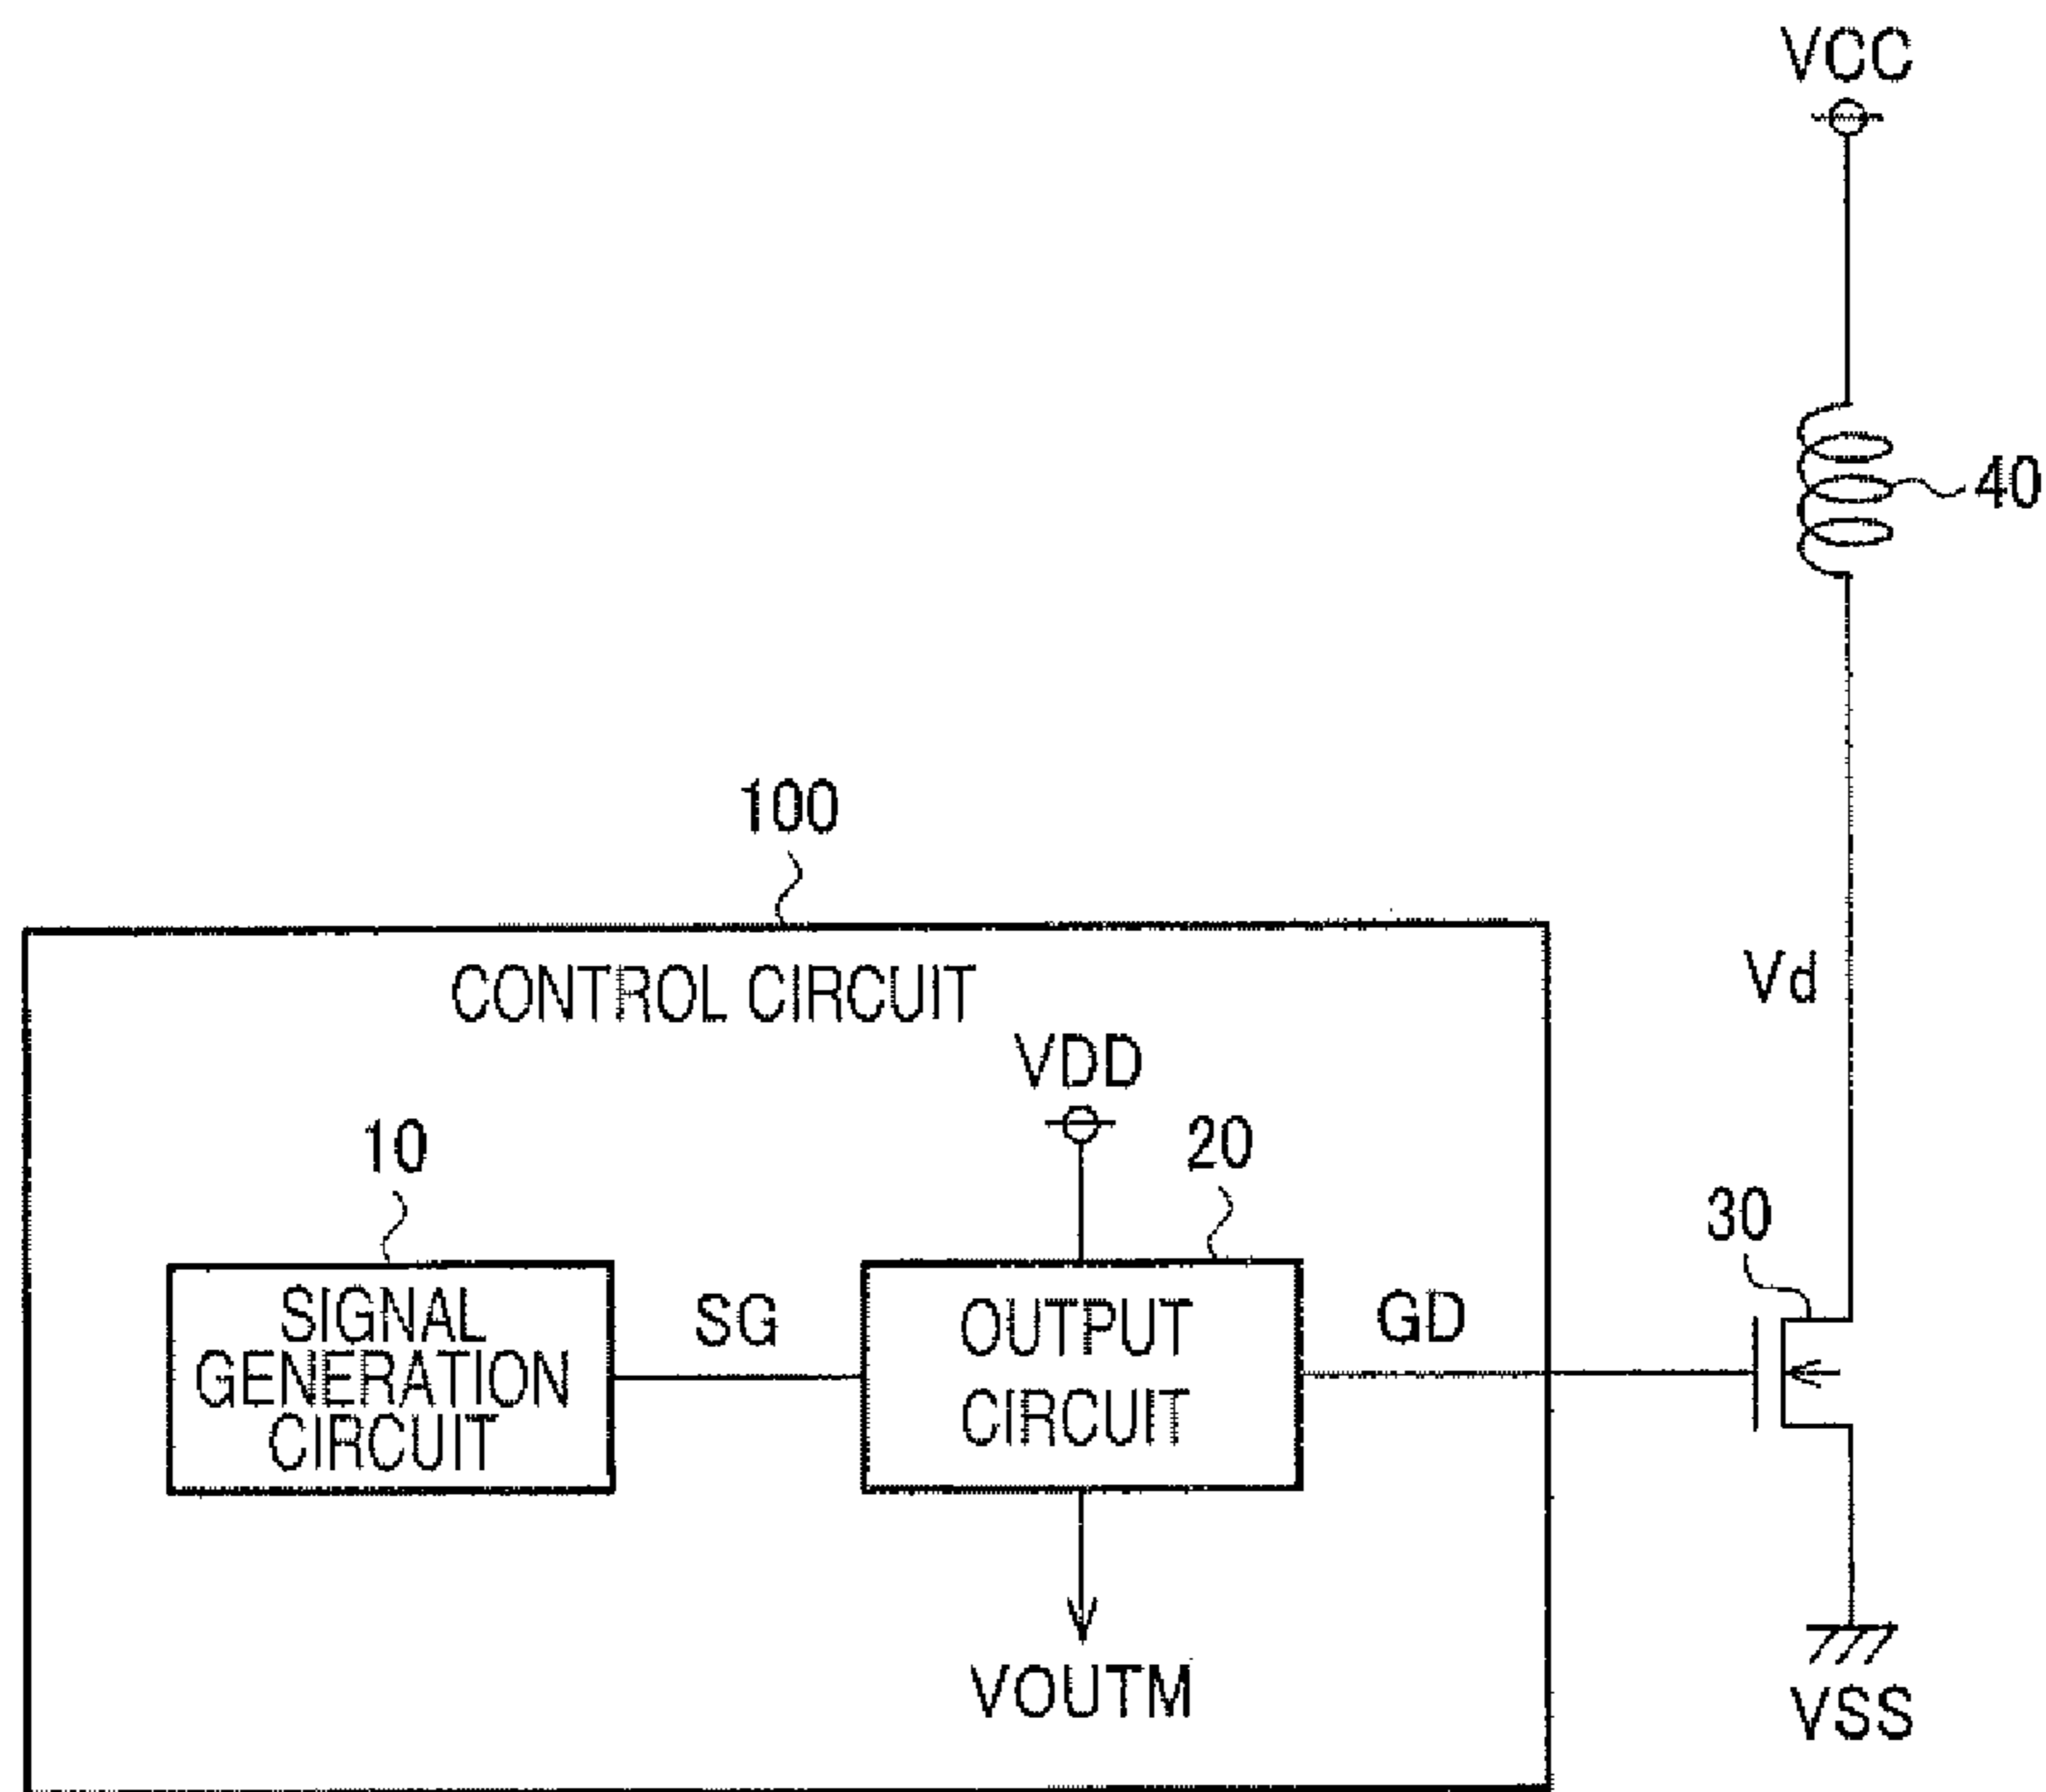 VCC
40
100
CONTROL CIRCUIT
Vd
VDD
10
20
30
SIGNAL
GENERATION
CIRCUIT
SG
OUTPUT
CIRCUIT
GD
VOUTM
VSS